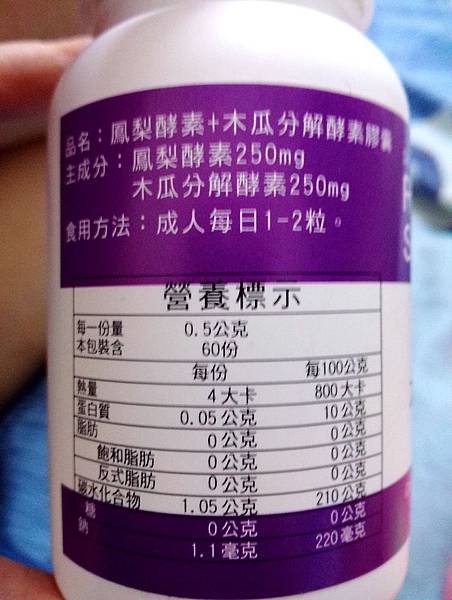 品名：鳳梨酵素+木瓜分解酵素膠囊
主成分：鳳梨酵素250mg
木瓜分解酵素250mg
食用方法：成人每日1-2粒。
營養標示
每一份量 0.5公克
本包裝含 60份
每份 每100公克
熱量 4大卡 800大卡
蛋白質 0.05公克 10公克
脂肪 0公克 0公克
飽和脂肪 0公克 0公克
反式脂肪 0公克 0公克
碳水化合物 1.05公克 210公克
糖 0公克 0公克
鈉 1.1毫克 220毫克